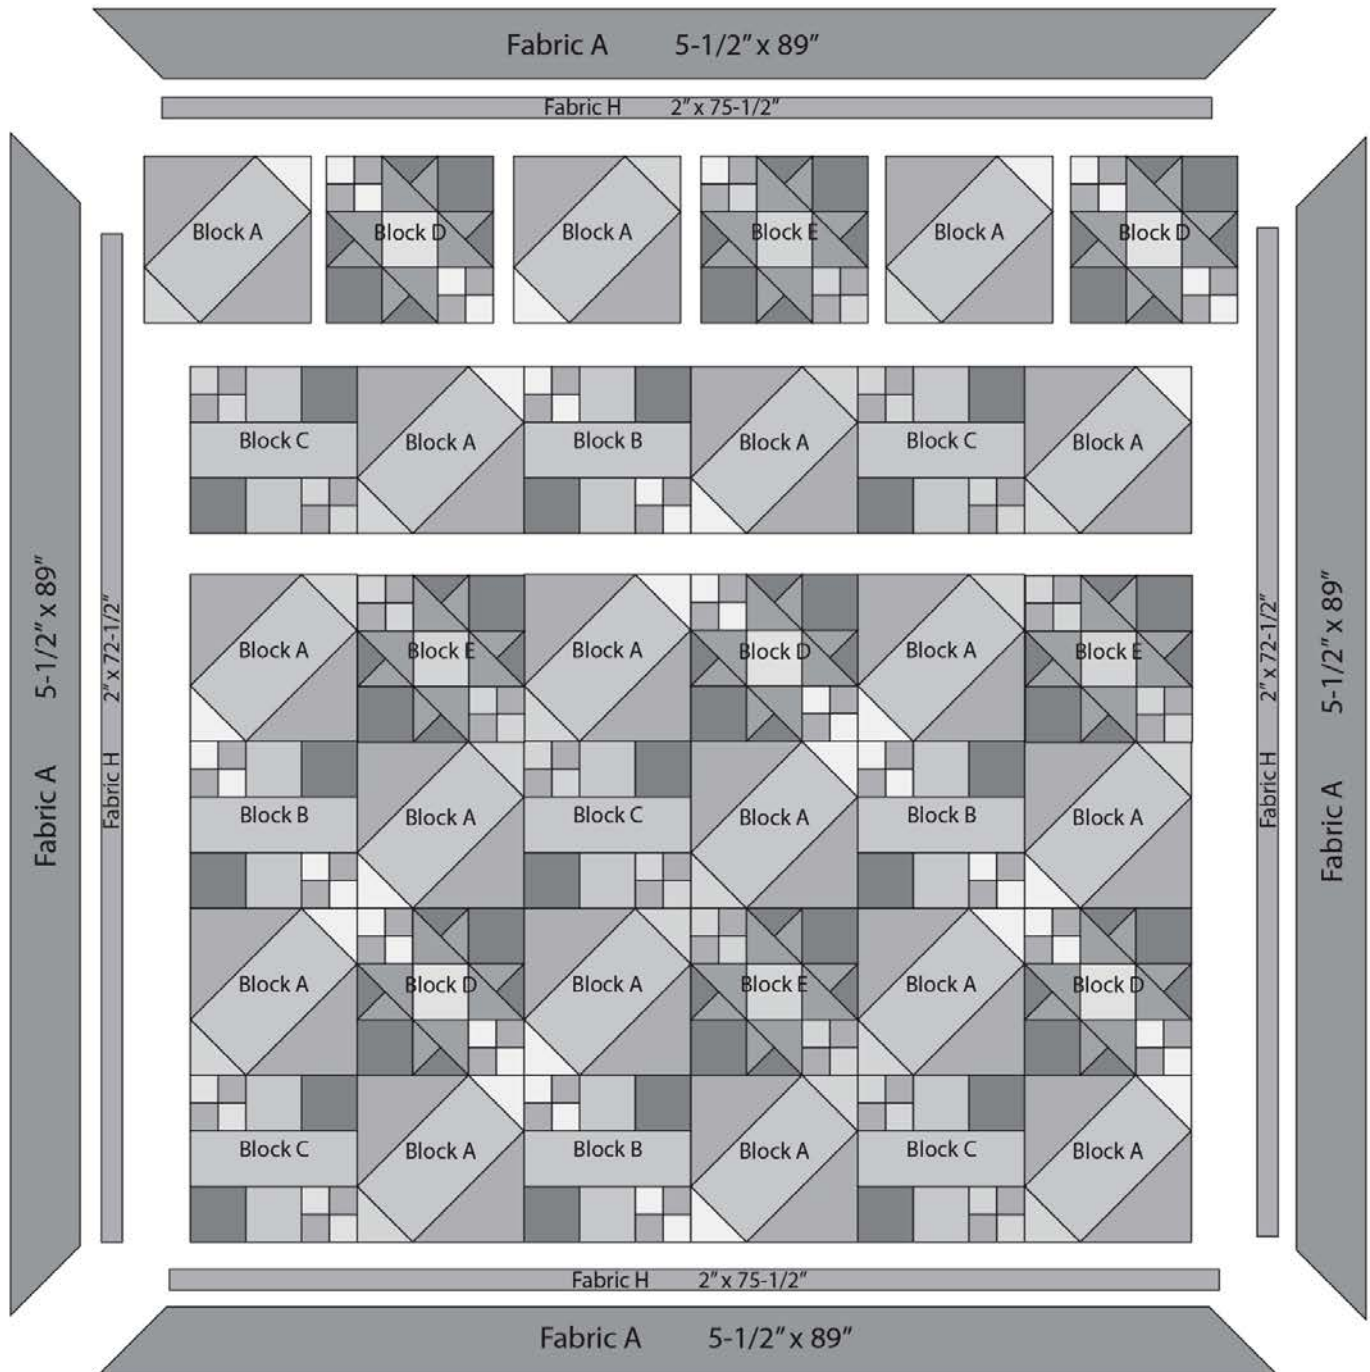 Fabric A 5-1/2" x 89"
Fabric H 2" x 75-1/2"
Block A Block D Block A Block E Block A Block D
Block C Block A Block B Block A Block C Block A
Block A Block E Block A Block D Block A Block E
Block B Block A Block C Block A Block B Block A
Block A Block D Block A Block E Block A Block D
Block C Block A Block B Block A Block C Block A
Fabric A 5-1/2" x 89"
Fabric H 2" x 72-1/2"
Fabric H 2" x 72-1/2"
Fabric A 5-1/2" x 89"
Fabric H 2" x 75-1/2"
Fabric A 5-1/2" x 89"